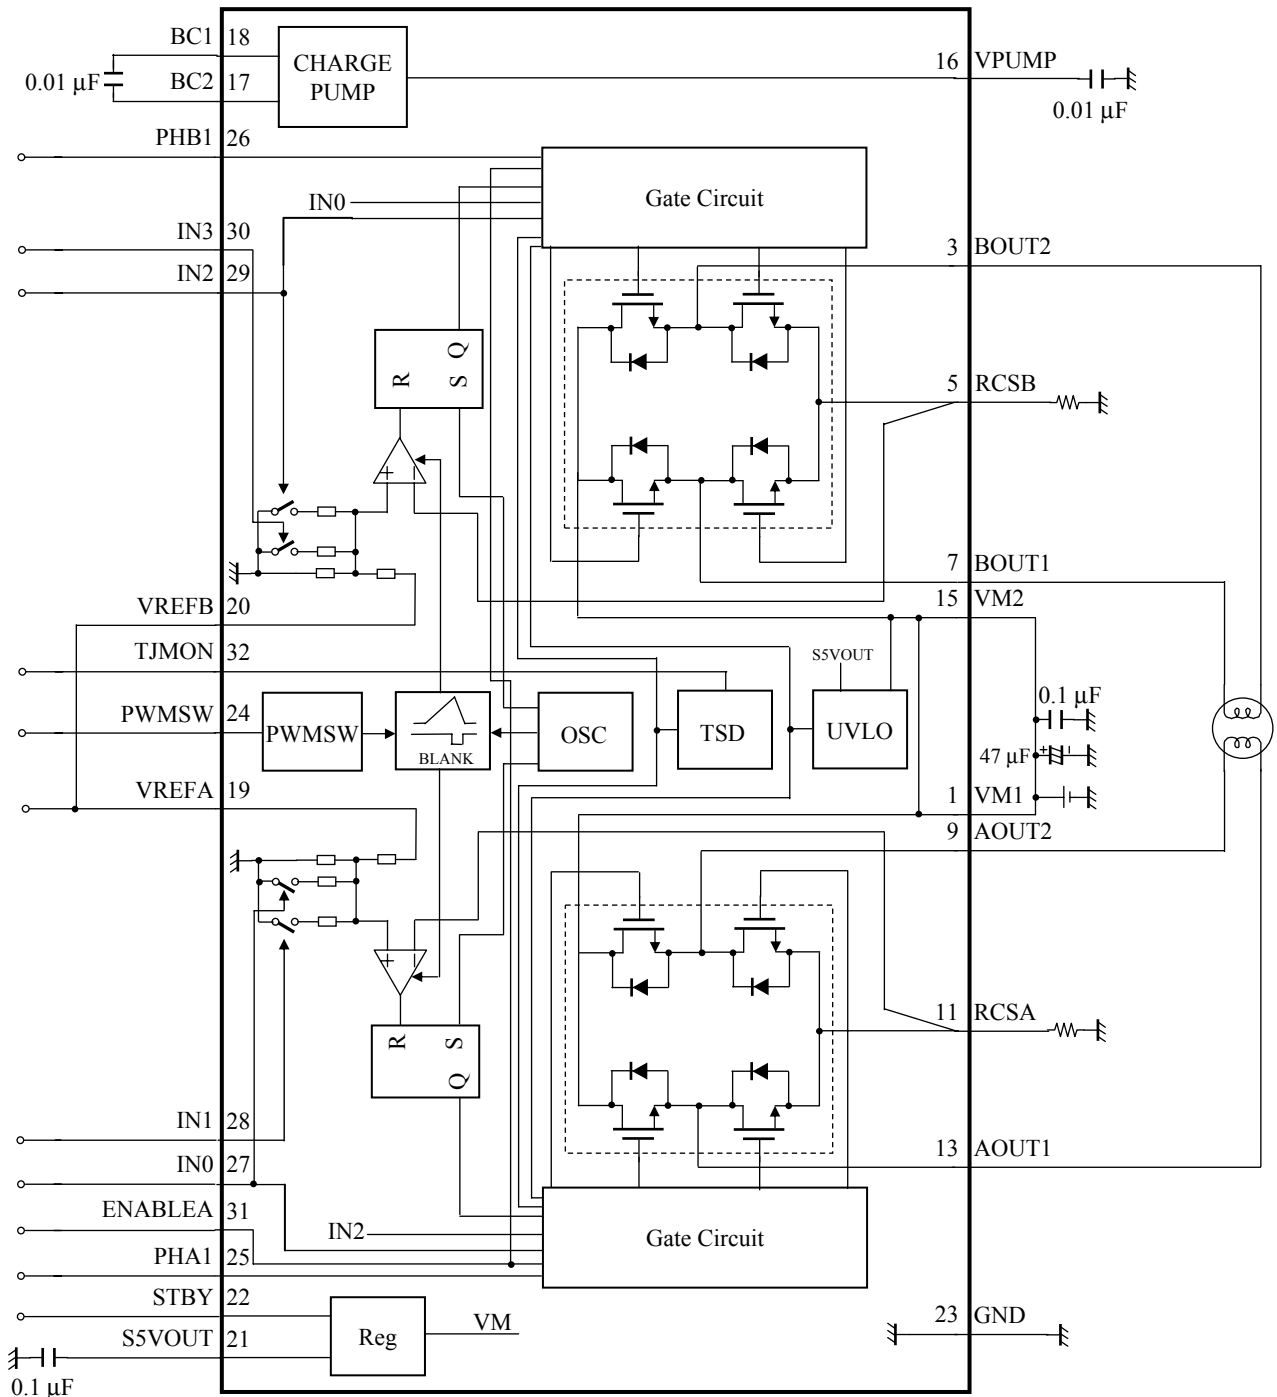 BC1 18
CHARGE PUMP
0.01 µF
BC2 17
16 VPUMP
0.01 µF
PHB1 26
Gate Circuit
IN0
IN3 30
IN2 29
3 BOUT2
R S Q
5 RCSB
+ −
7 BOUT1
15 VM2
VREFB 20
TJMON 32
S5VOUT
0.1 µF
PWMSW 24
PWMSW
BLANK
OSC
TSD
UVLO
47 µF
+ -
VREFA 19
1 VM1
9 AOUT2
+ −
11 RCSA
R S Q
IN1 28
13 AOUT1
IN0 27
ENABLEA 31
IN2
Gate Circuit
PHA1 25
STBY 22
VM
23 GND
S5VOUT 21
Reg
0.1 µF